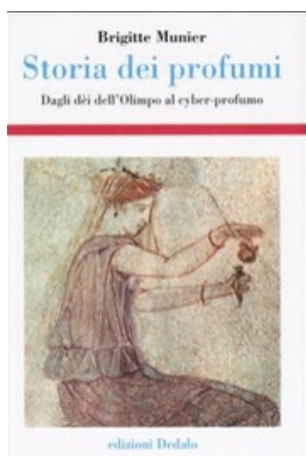 Brigitte Munier
Storia dei profumi
Dagli dèi dell'Olimpo al cyber-profumo
edizioni Dedalo